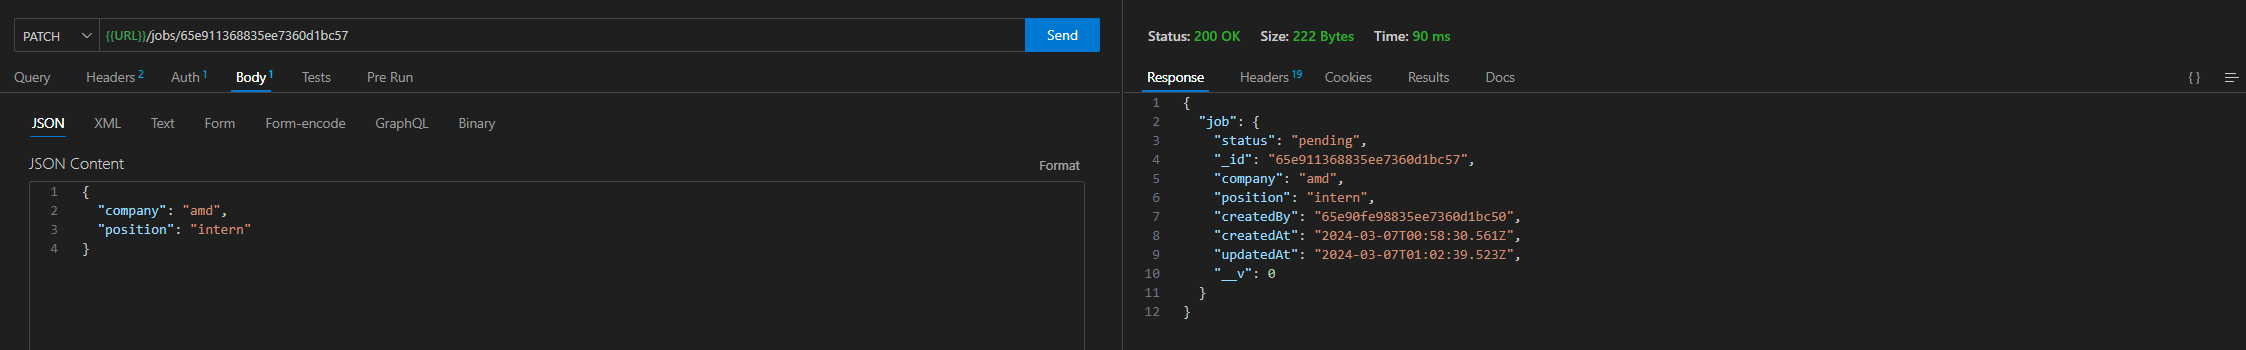 PATCH {{URL}}/jobs/65e911368835ee7360d1bc57 Send
Query Headers 2 Auth 1 Body 1 Tests Pre Run
JSON XML Text Form Form-encode GraphQL Binary
JSON Content Format
1 {
2 "company": "amd",
3 "position": "intern"
4 }
Status: 200 OK Size: 222 Bytes Time: 90 ms
Response Headers 19 Cookies Results Docs { }
1 {
2 "job": {
3 "status": "pending",
4 "_id": "65e911368835ee7360d1bc57",
5 "company": "amd",
6 "position": "intern",
7 "createdBy": "65e90fe98835ee7360d1bc50",
8 "createdAt": "2024-03-07T00:58:30.561Z",
9 "updatedAt": "2024-03-07T01:02:39.523Z",
10 "__v": 0
11 }
12 }